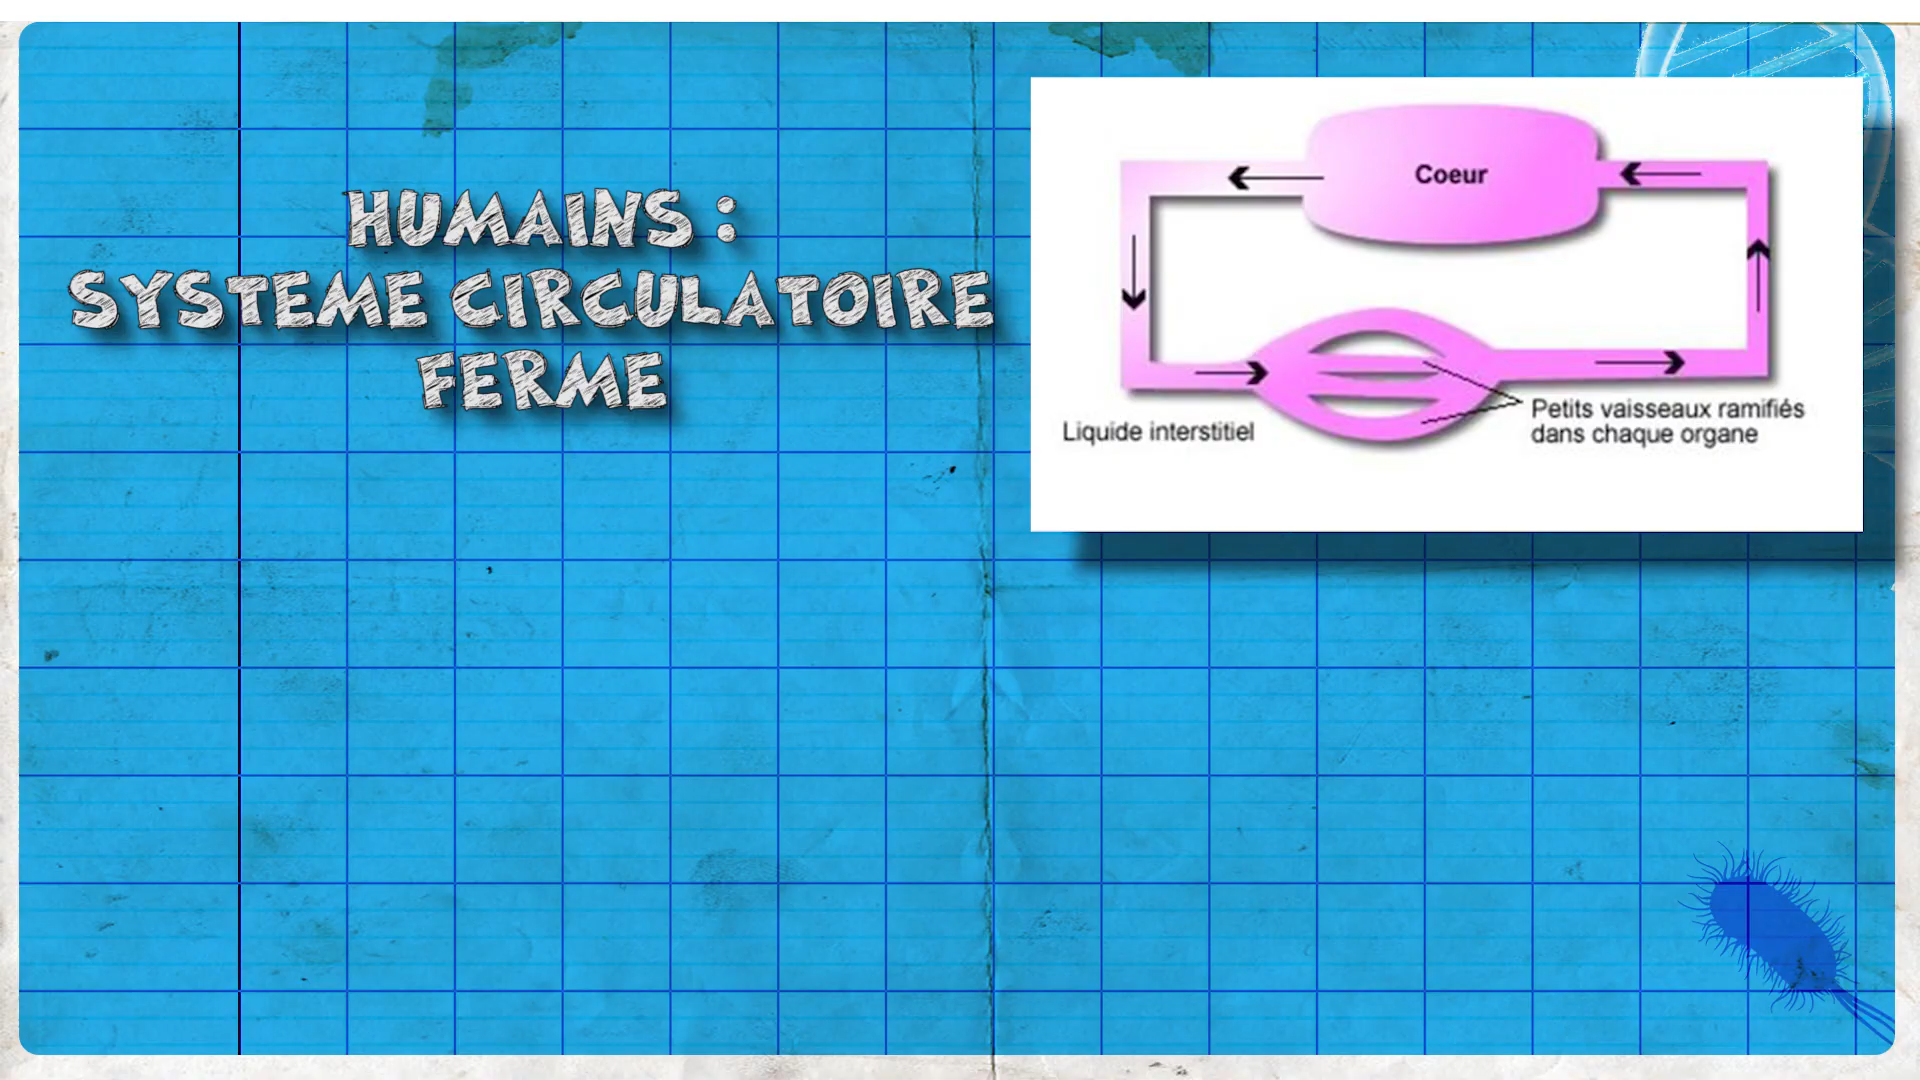 HUMAINS :
SYSTEME CIRCULATOIRE
FERME
Coeur
Liquide interstitiel
Petits vaisseaux ramifiés
dans chaque organe